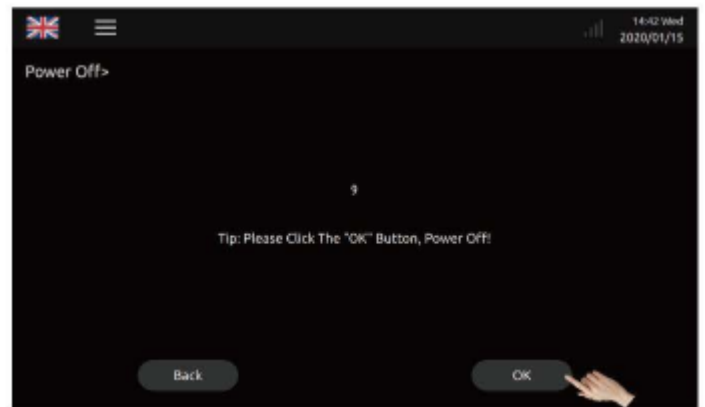 14:42 Wed
2020/01/15
Power Off>
9
Tip: Please Click The "OK" Button, Power Off!
Back
OK